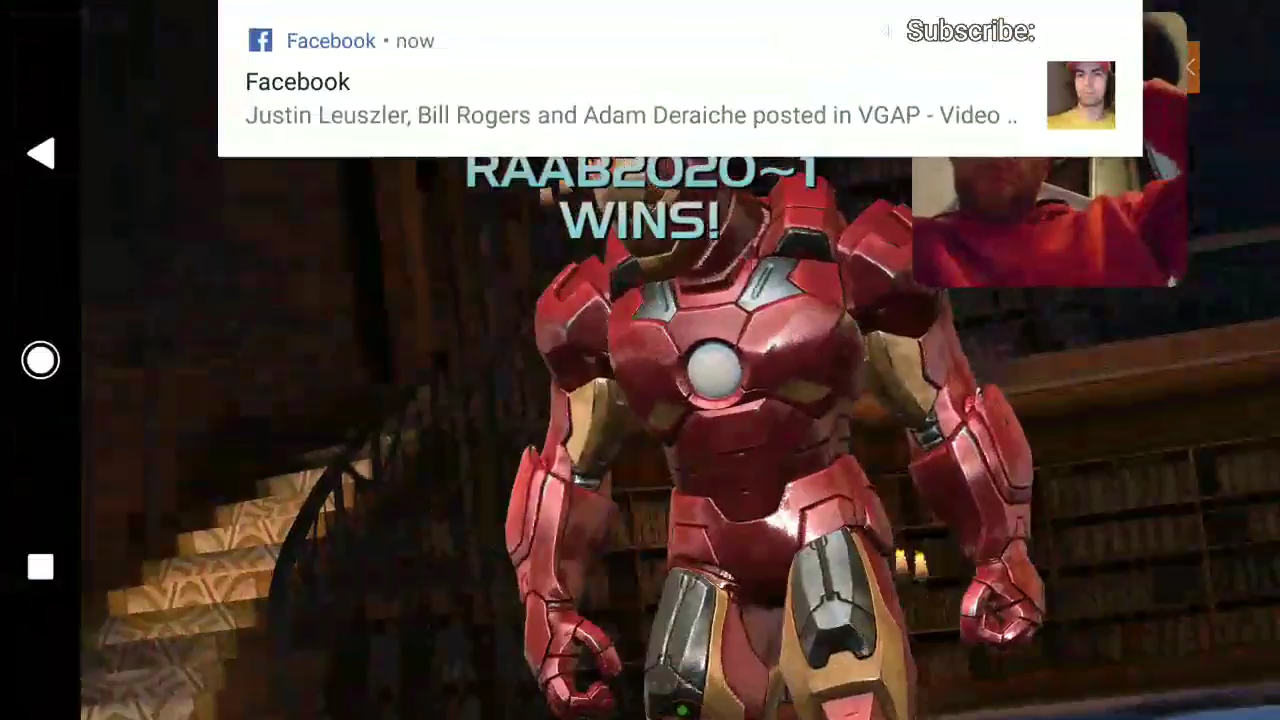 Facebook • now
Subscribe:
Facebook
Justin Leuszler, Bill Rogers and Adam Deraiche posted in VGAP - Video ..
RAAB2020~1
WINS!